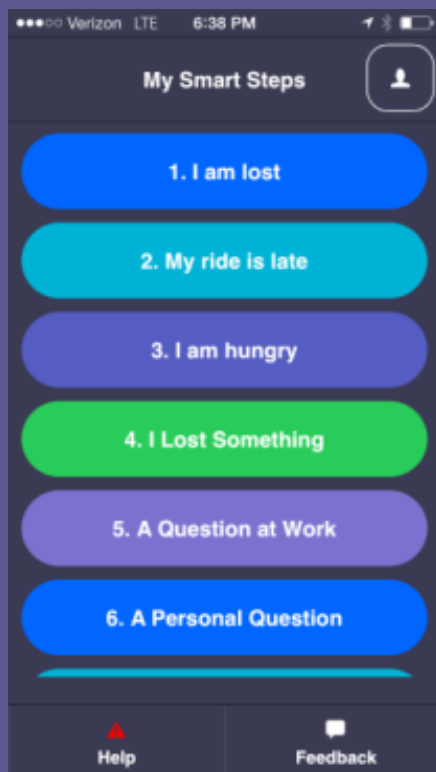 Verizon LTE 6:38 PM
My Smart Steps
1. I am lost
2. My ride is late
3. I am hungry
4. I Lost Something
5. A Question at Work
6. A Personal Question
Help Feedback